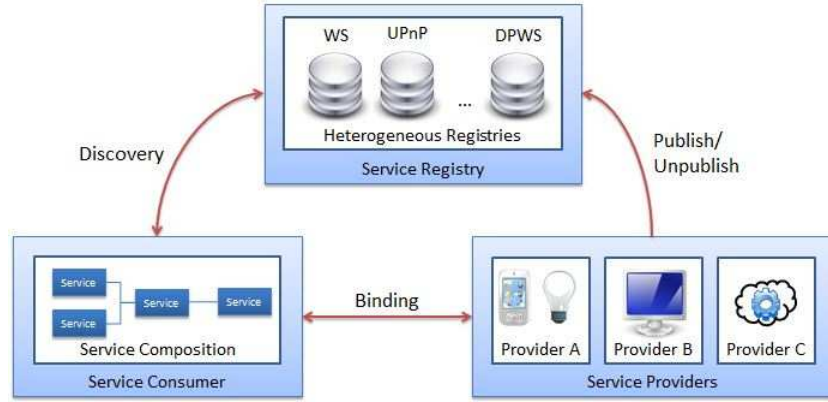 WS
UPnP
DPWS
...
Heterogeneous Registries
Service Registry
Discovery
Publish/
Unpublish
Service
Service
Service
Service
Service Composition
Service Consumer
Binding
Provider A
Provider B
Provider C
Service Providers